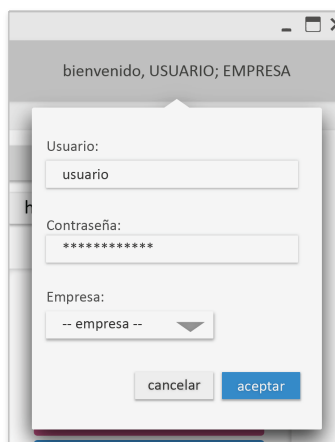 bienvenido, USUARIO; EMPRESA
Usuario:
usuario
Contraseña:
************
Empresa:
-- empresa --
cancelar
aceptar